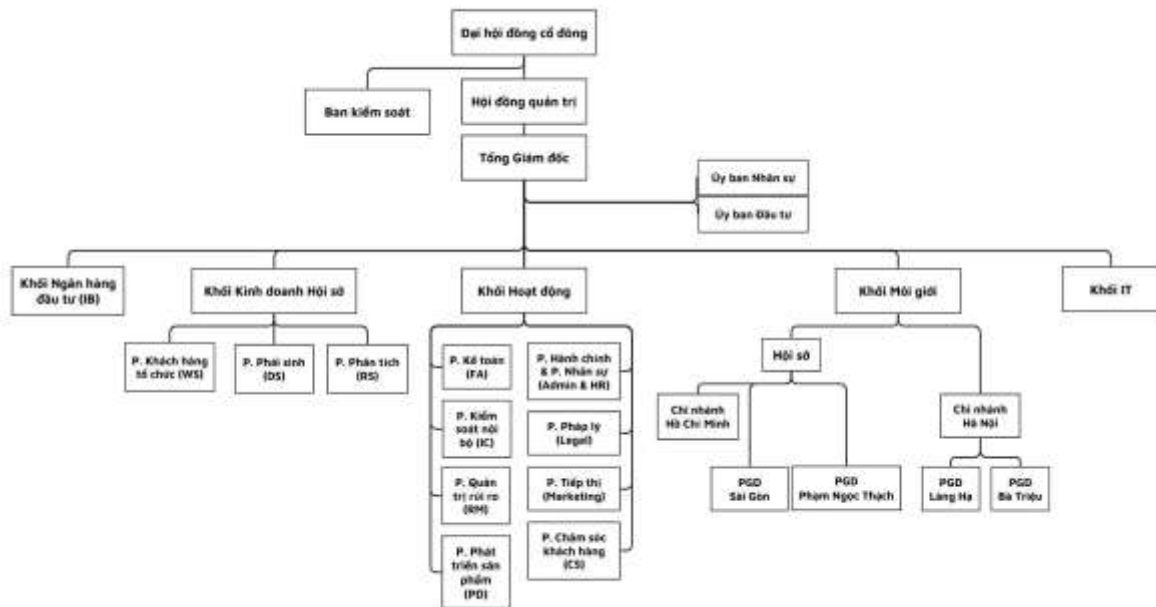 Đại hội đồng cổ đông
Ban kiểm soát
Hội đồng quản trị
Tổng Giám đốc
Ủy ban Nhân sự
Ủy ban Đầu tư
Khối Ngân hàng
đầu tư (IB)
Khối Kinh doanh Hội sở
Khối Hoạt động
Khối Môi giới
Khối IT
P. Khách hàng
tổ chức (WS)
P. Phái sinh
(DS)
P. Phân tích
(RS)
P. Kế toán
(FA)
P. Kiểm
soát nội
bộ (IC)
P. Quản
trị rủi ro
(RM)
P. Phát
triển sản
phẩm (PD)
P. Hành chính
& P. Nhân sự
(Admin & HR)
P. Pháp lý
(Legal)
P. Tiếp thị
(Marketing)
P. Chăm sóc
khách hàng
(CS)
Hội sở
Chi nhánh
Hồ Chí Minh
PGD
Sài Gòn
PGD
Phạm Ngọc Thạch
Chi nhánh
Hà Nội
PGD
Láng Hạ
PGD
Bà Triệu